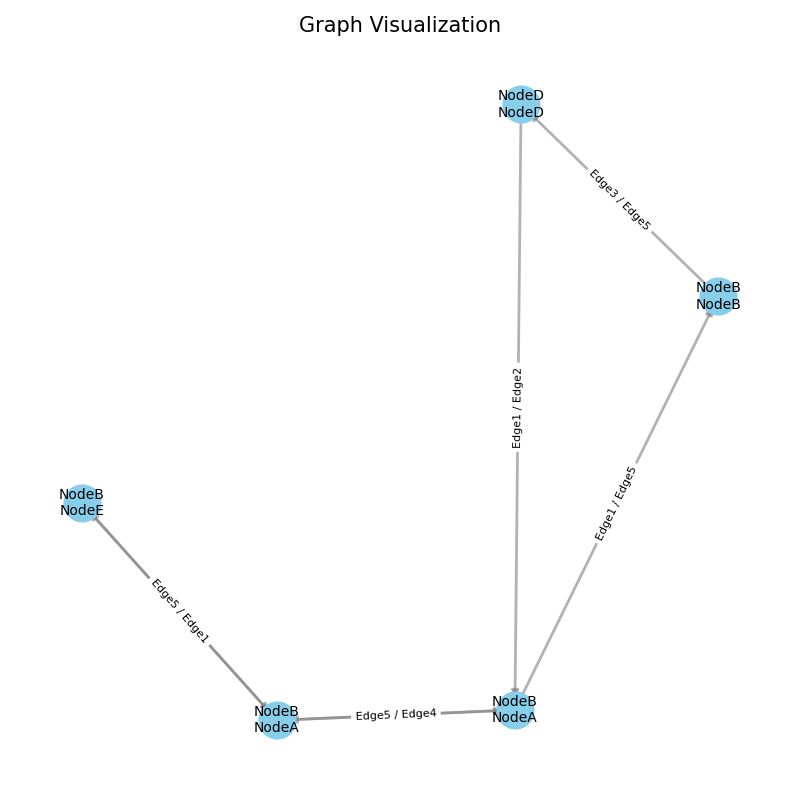 Graph Visualization
NodeD
NodeD
Edge3 / Edge5
NodeB
NodeB
Edge1 / Edge2
Edge1 / Edge5
NodeB
NodeE
Edge5 / Edge1
NodeB
NodeA
Edge5 / Edge4
NodeB
NodeA